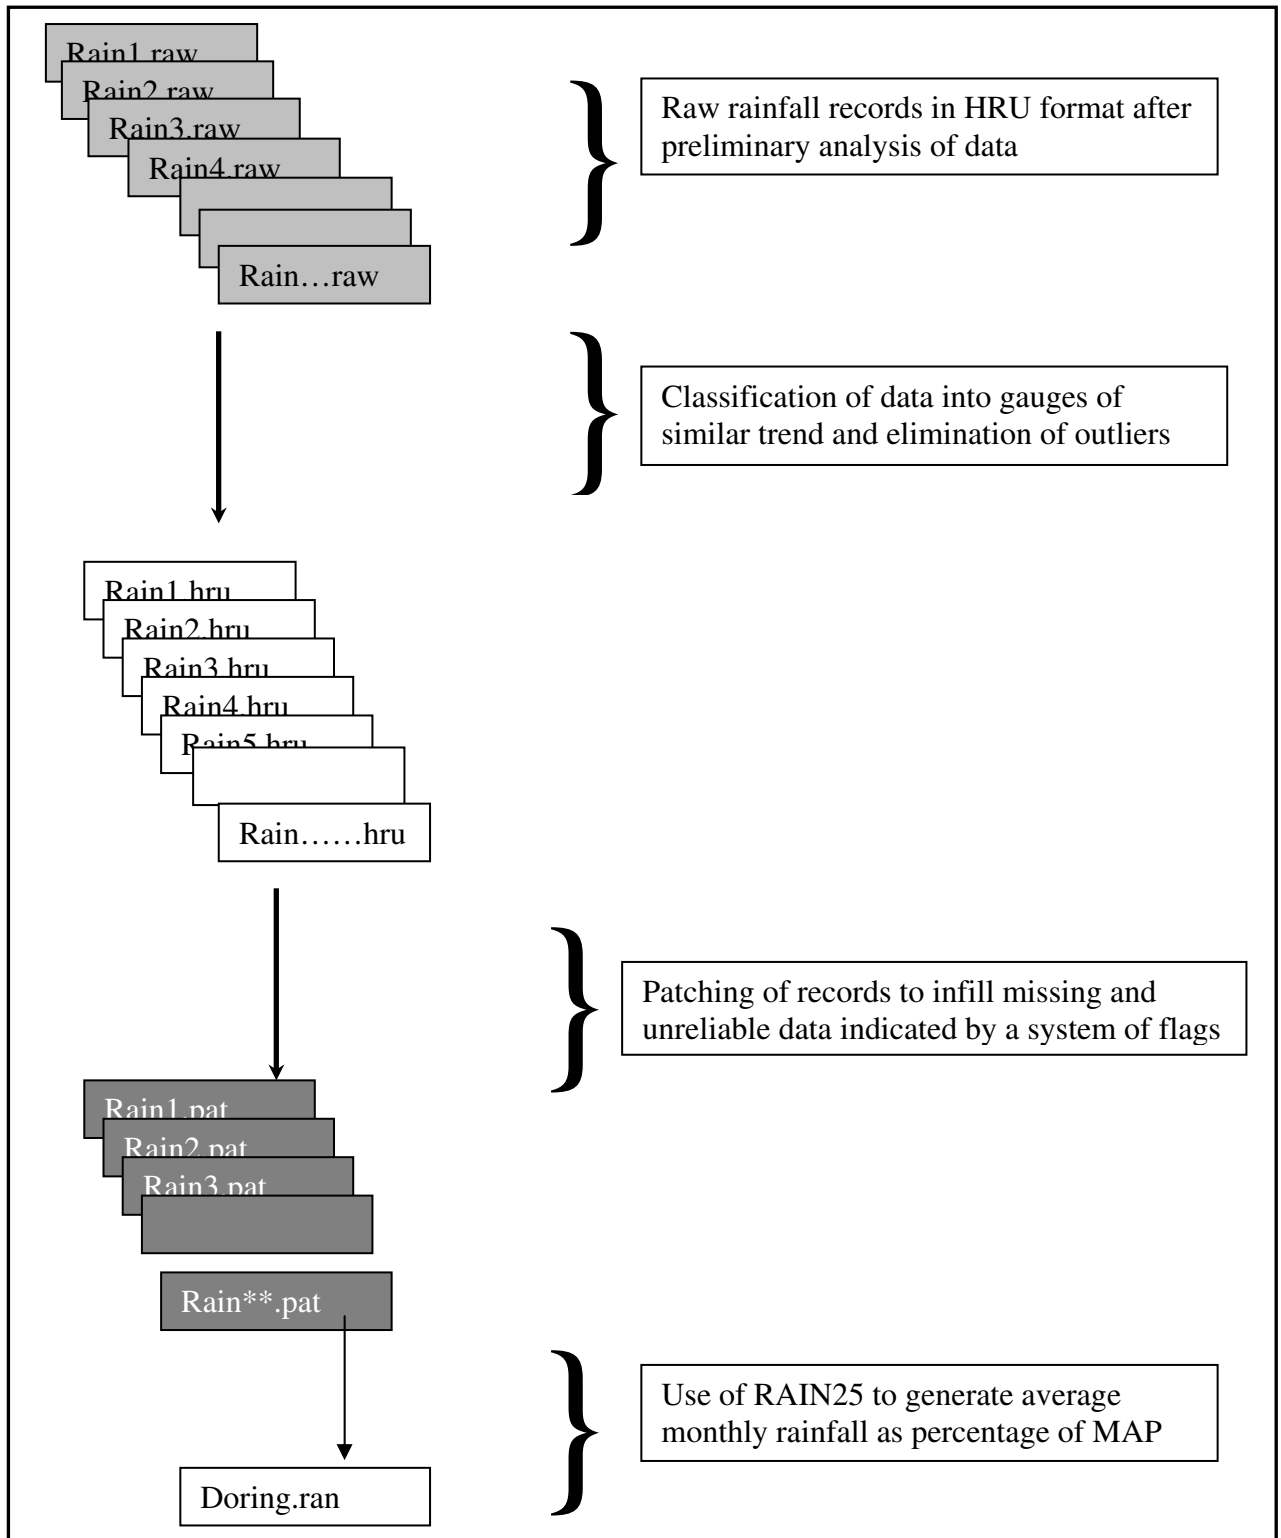 Rain1.raw
Rain2.raw
Rain3.raw
Rain4.raw
Rain…raw
Raw rainfall records in HRU format after
preliminary analysis of data
Classification of data into gauges of
similar trend and elimination of outliers
Rain1.hru
Rain2.hru
Rain3.hru
Rain4.hru
Rain5.hru
Rain……hru
Patching of records to infill missing and
unreliable data indicated by a system of flags
Rain1.pat
Rain2.pat
Rain3.pat
Rain**.pat
Use of RAIN25 to generate average
monthly rainfall as percentage of MAP
Doring.ran